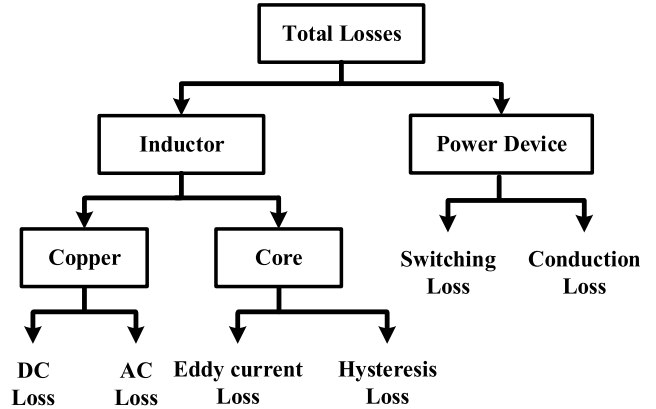 Total Losses
Inductor
Power Device
Copper
Core
Switching
Loss
Conduction
Loss
DC
Loss
AC
Loss
Eddy current
Loss
Hysteresis
Loss